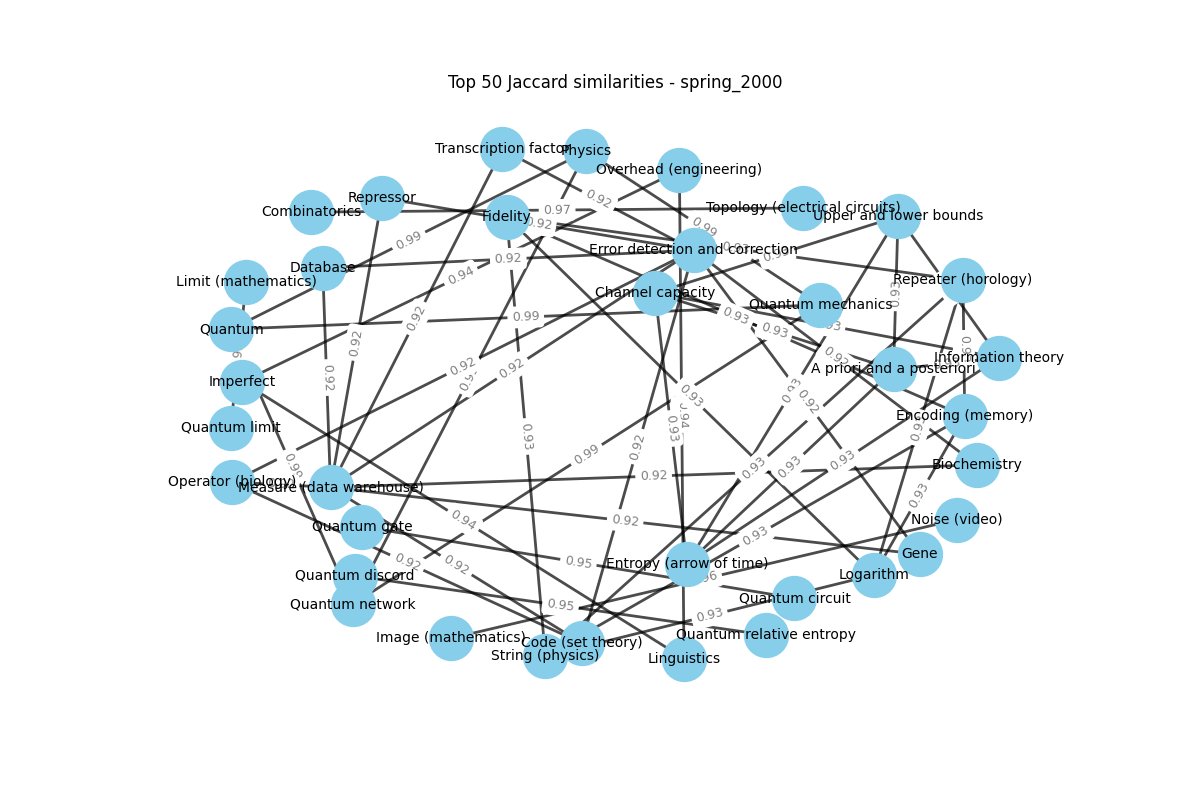 Top 50 Jaccard similarities - spring_2000
Transcription factor
Physics
Overhead (engineering)
Repressor
0.92
Combinatorics
0.97
Topology (electrical circuits)
Fidelity
Upper and lower bounds
0.92
0.99
0.99
Error detection and correction
0.92
Database
0.94
Limit (mathematics)
Repeater (horology)
Channel capacity
0.93
Quantum mechanics
0.99
0.93
Quantum
0.92
0.93
0.92
0.92
Information theory
0.92
A priori and a posteriori
0.92
0.92
Imperfect
0.92
0.93
0.93
0.92
0.94
Encoding (memory)
Quantum limit
0.93
0.93
0.92
0.99
0.93
0.93
0.93
Biochemistry
0.92
Operator (biology)
Measure (data warehouse)
0.93
0.94
0.92
Noise (video)
Quantum gate
0.93
Gene
0.92
0.92
0.95
Entropy (arrow of time)
Quantum discord
Logarithm
Quantum network
0.95
Quantum circuit
0.93
Image (mathematics)
Quantum relative entropy
Code (set theory)
String (physics)
Linguistics